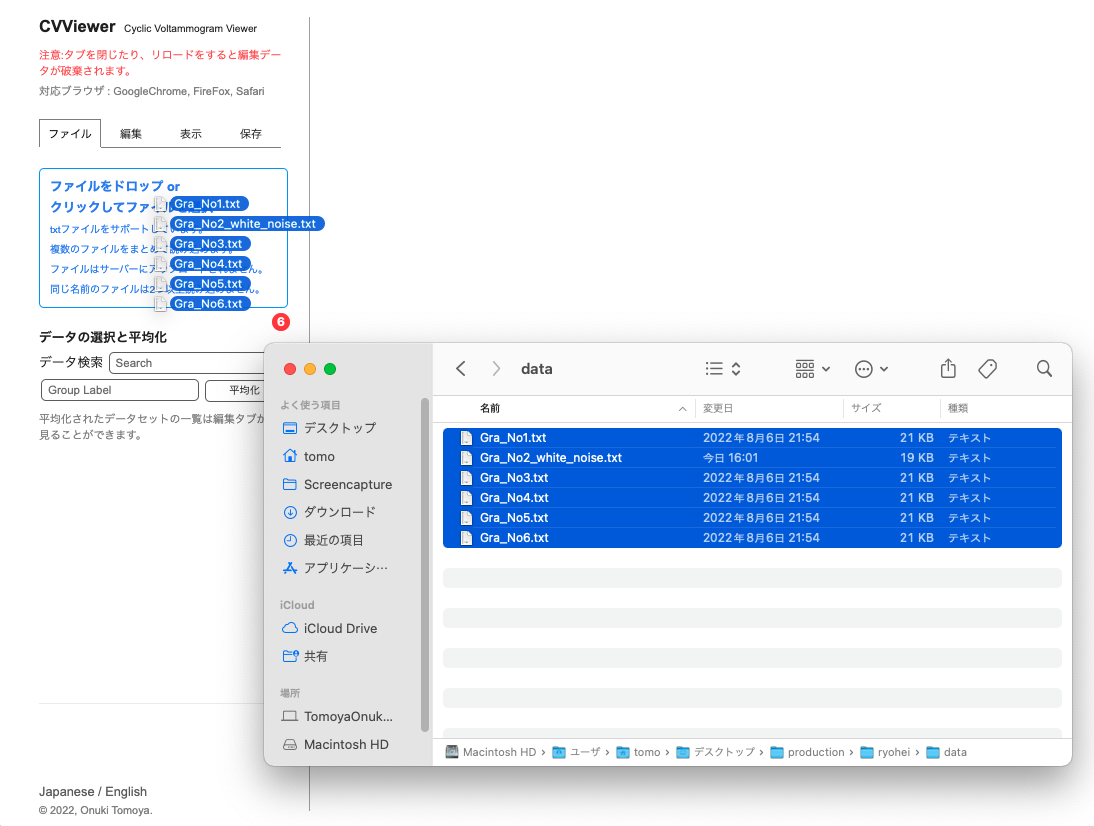 CVViewer Cyclic Voltammogram Viewer
注意:タブを閉じたり、リロードをすると編集デー
タが破棄されます。
対応ブラウザ : GoogleChrome, FireFox, Safari
ファイル 編集 表示 保存
ファイルをドロップ or
クリックしてファイ
Gra_No1.txt
txtファイルをサポートし
Gra_No2_white_noise.txt
複数のファイルをまとめ
Gra_No3.txt
ファイルはサーバーにア
Gra_No4.txt
同じ名前のファイルは2
Gra_No5.txt
Gra_No6.txt
6
データの選択と平均化
データ検索 Search
Group Label 平均化
平均化されたデータセットの一覧は編集タブか
見ることができます。
Japanese / English
© 2022, Onuki Tomoya.
data
よく使う項目
デスクトップ
tomo
Screencapture
ダウンロード
最近の項目
アプリケーシ…
iCloud
iCloud Drive
共有
場所
TomoyaOnuk...
Macintosh HD
名前 変更日 サイズ 種類
Gra_No1.txt 2022年8月6日 21:54 21 KB テキスト
Gra_No2_white_noise.txt 今日 16:01 19 KB テキスト
Gra_No3.txt 2022年8月6日 21:54 21 KB テキスト
Gra_No4.txt 2022年8月6日 21:54 21 KB テキスト
Gra_No5.txt 2022年8月6日 21:54 21 KB テキスト
Gra_No6.txt 2022年8月6日 21:54 21 KB テキスト
Macintosh HD › ユーザ › tomo › デスクトップ › production › ryohei › data